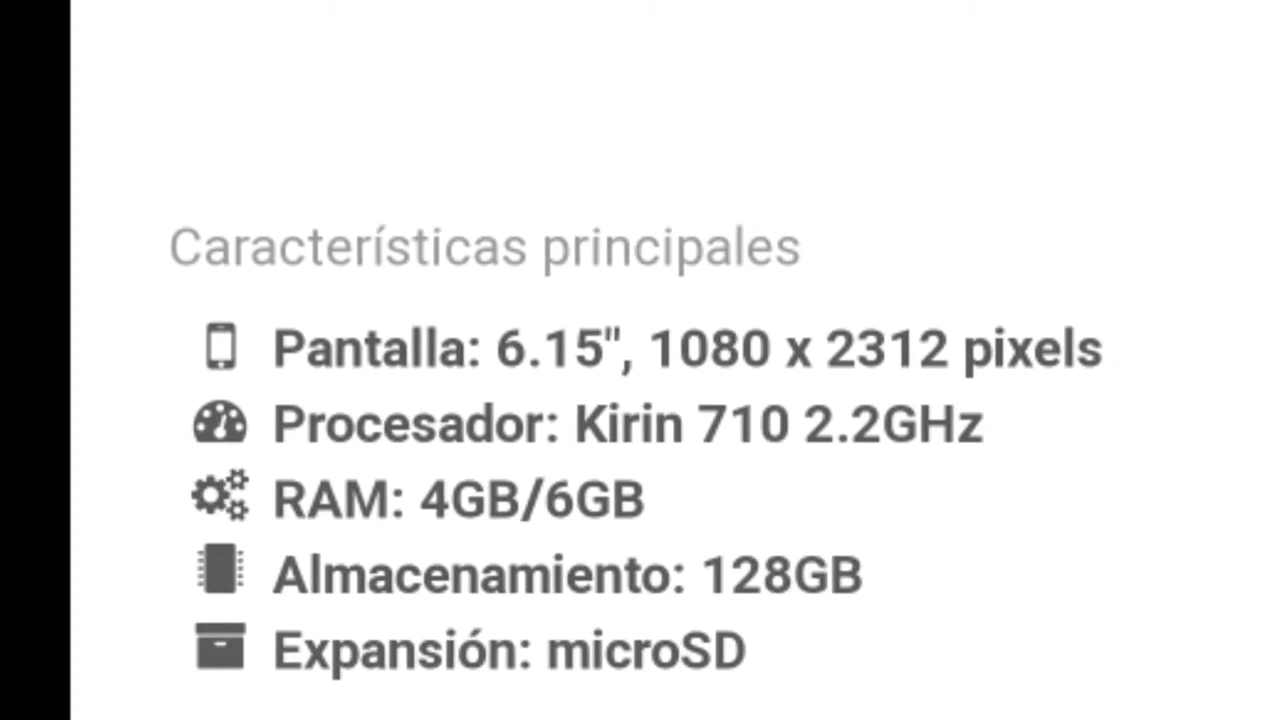 Características principales
Pantalla: 6.15", 1080 x 2312 pixels
Procesador: Kirin 710 2.2GHz
RAM: 4GB/6GB
Almacenamiento: 128GB
Expansión: microSD